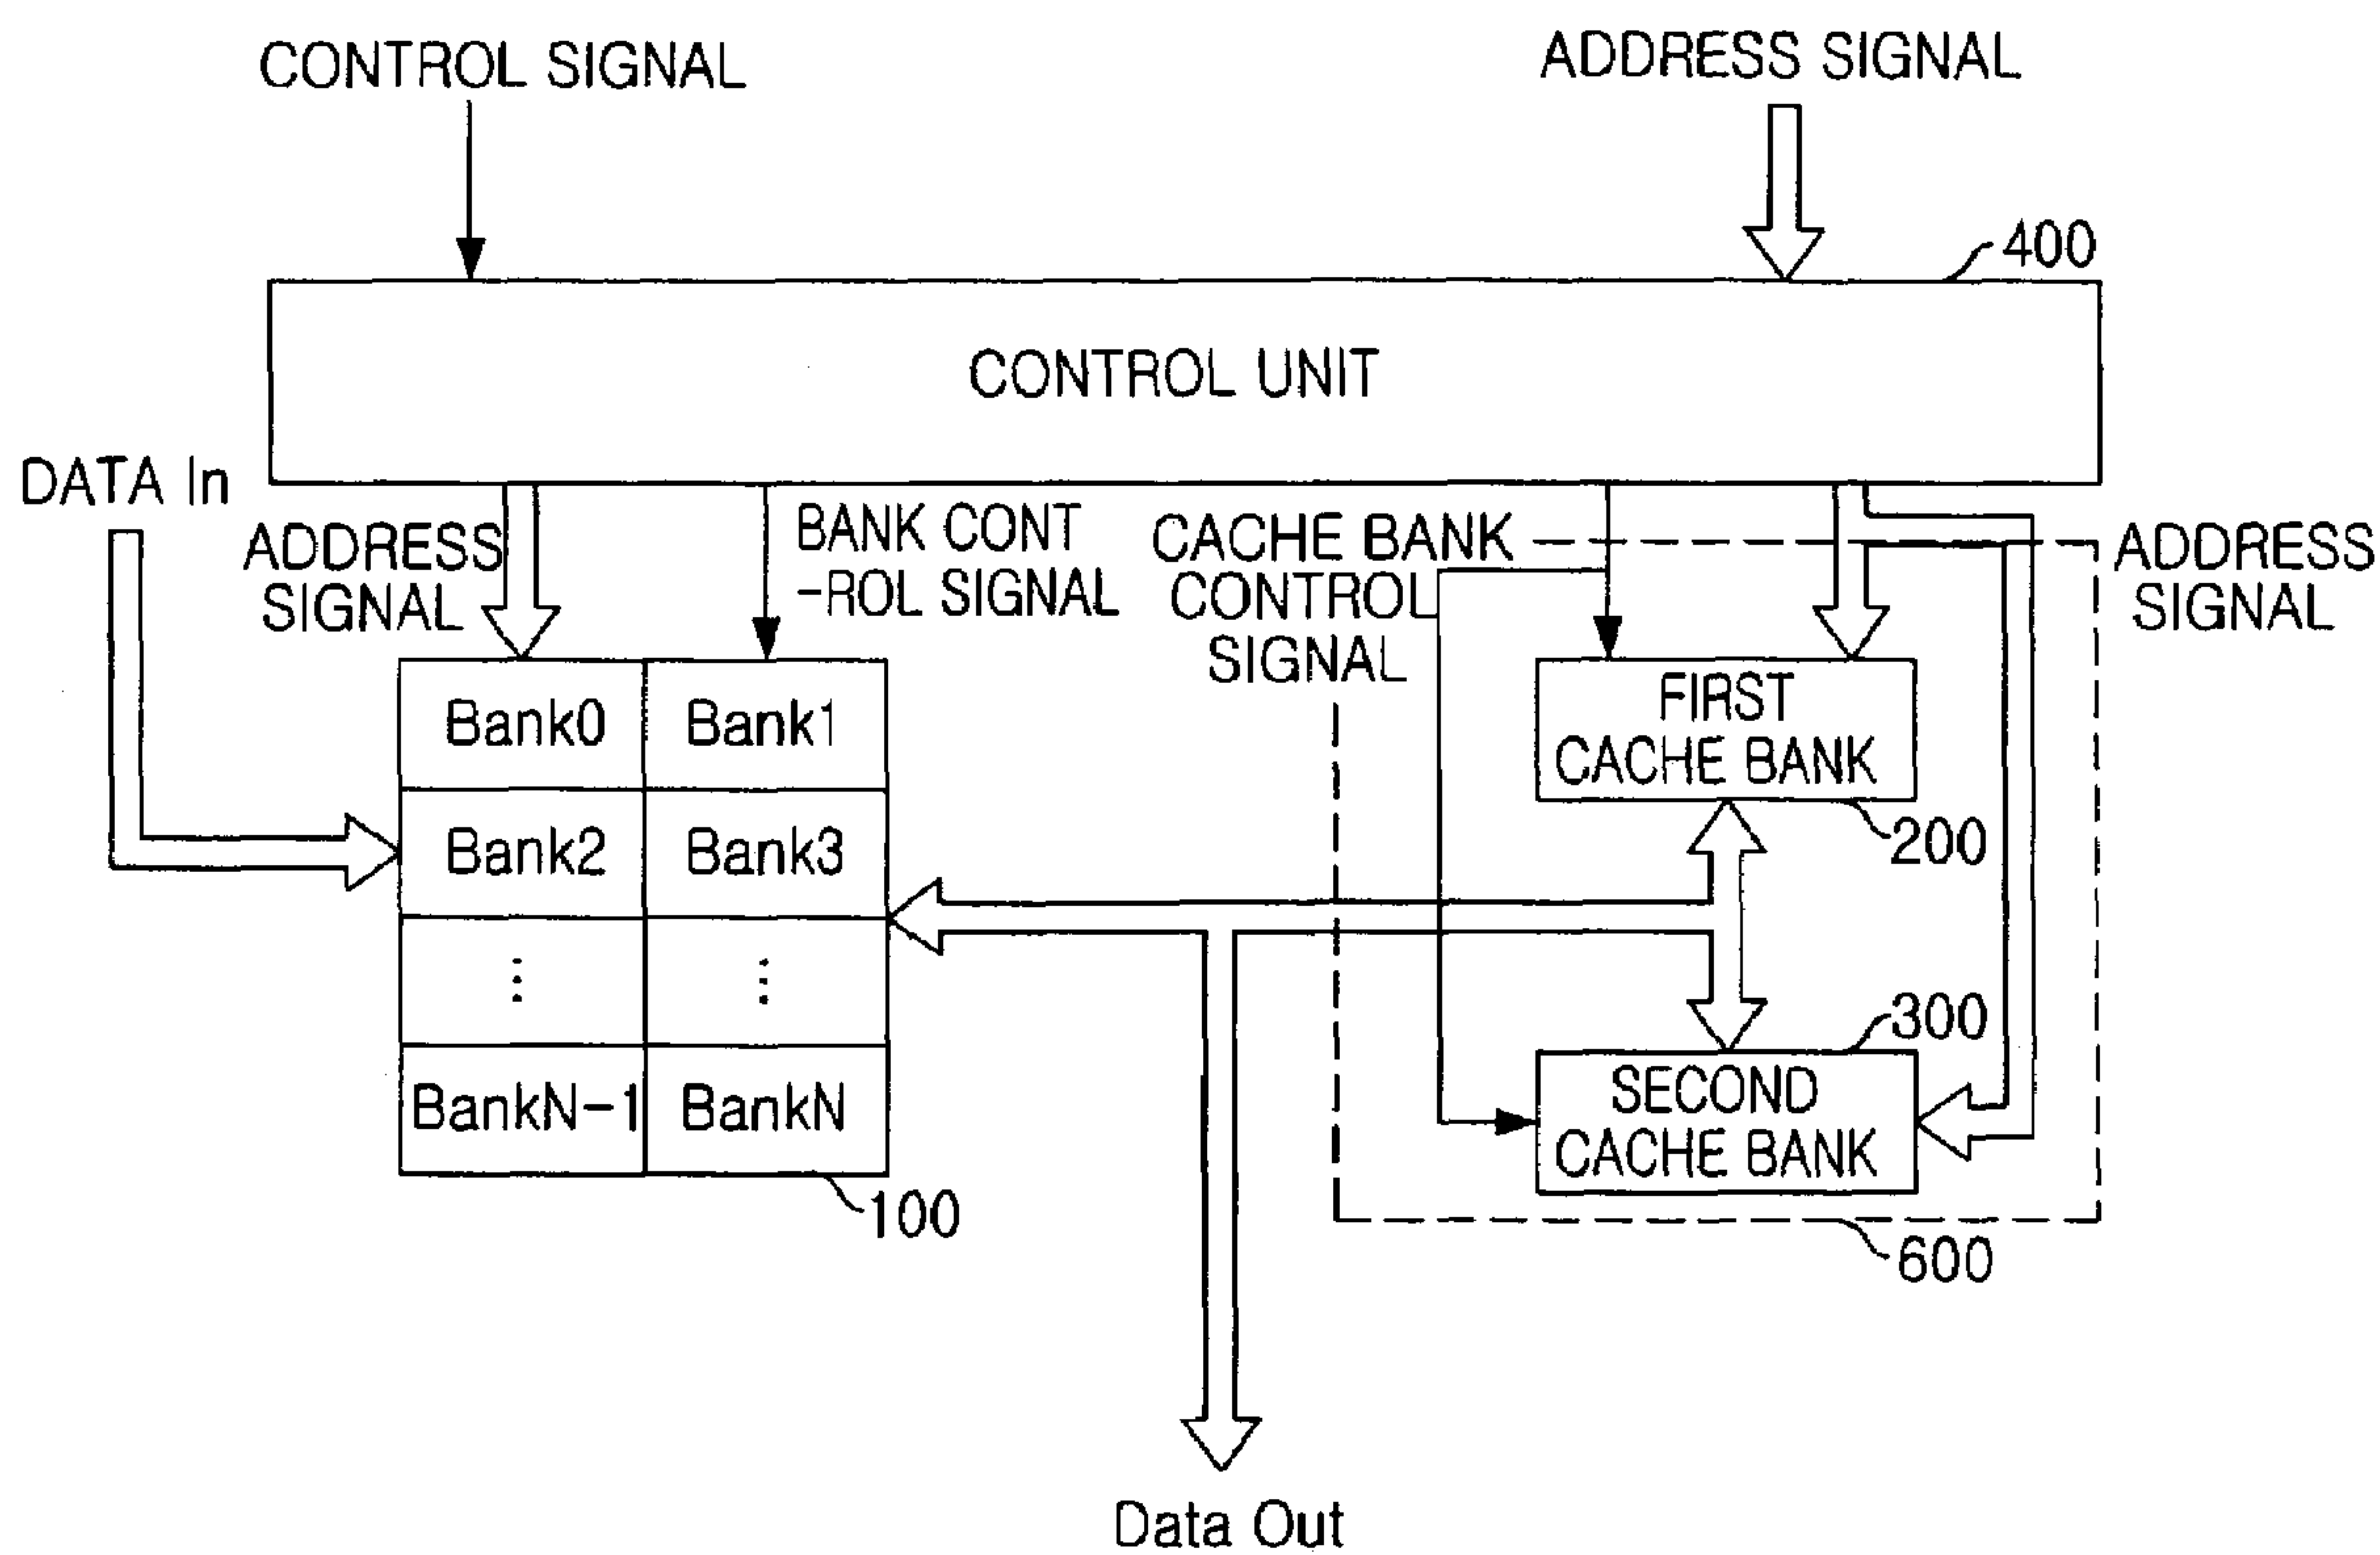 CONTROL SIGNAL
ADDRESS SIGNAL
400
CONTROL UNIT
DATA In
ADDRESS
SIGNAL
BANK CONT
-ROL SIGNAL
CACHE BANK
CONTROL
SIGNAL
ADDRESS
SIGNAL
Bank0
Bank1
Bank2
Bank3
⋮
⋮
BankN-1
BankN
100
FIRST
CACHE BANK
200
300
SECOND
CACHE BANK
600
Data Out